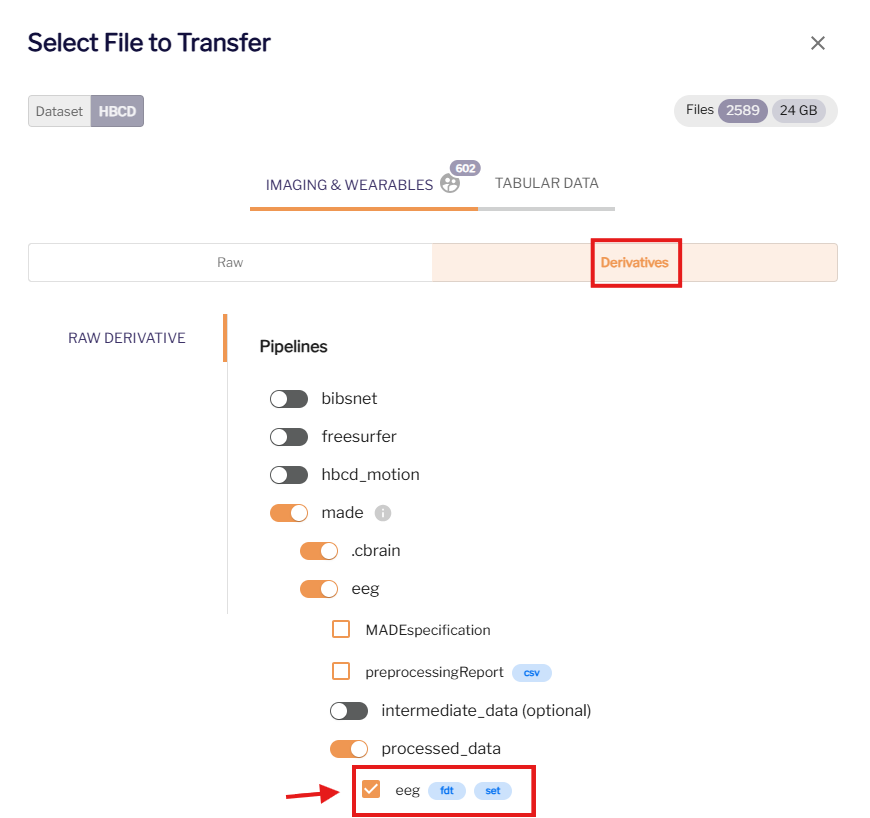 Select File to Transfer
Dataset HBCD
Files 2589 24 GB
IMAGING & WEARABLES 602 TABULAR DATA
Raw Derivatives
RAW DERIVATIVE
Pipelines
bibsnet
freesurfer
hbcd_motion
made i
.cbrain
eeg
MADEspecification
preprocessingReport csv
intermediate_data (optional)
processed_data
eeg fdt set